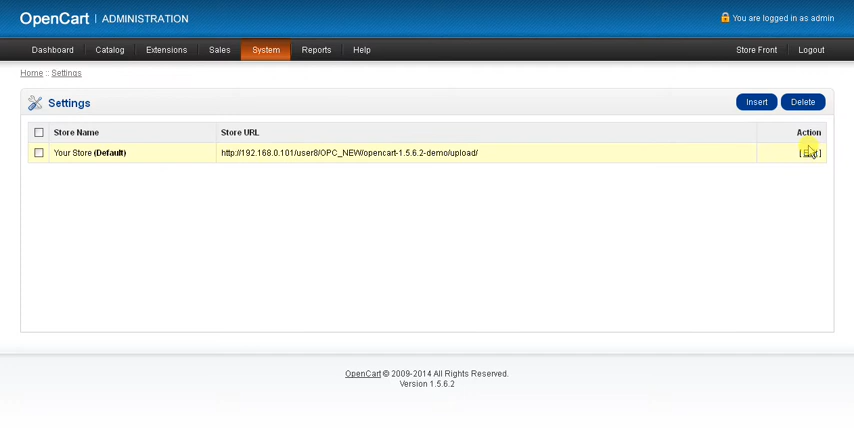 OpenCart | ADMINISTRATION
You are logged in as admin
Dashboard Catalog Extensions Sales System Reports Help Store Front Logout
Home :: Settings
Settings Insert Delete
Store Name Store URL Action
Your Store (Default) http://192.168.0.101/user8/OPC_NEW/opencart-1.5.6.2-demo/upload/
OpenCart © 2009-2014 All Rights Reserved.
Version 1.5.6.2